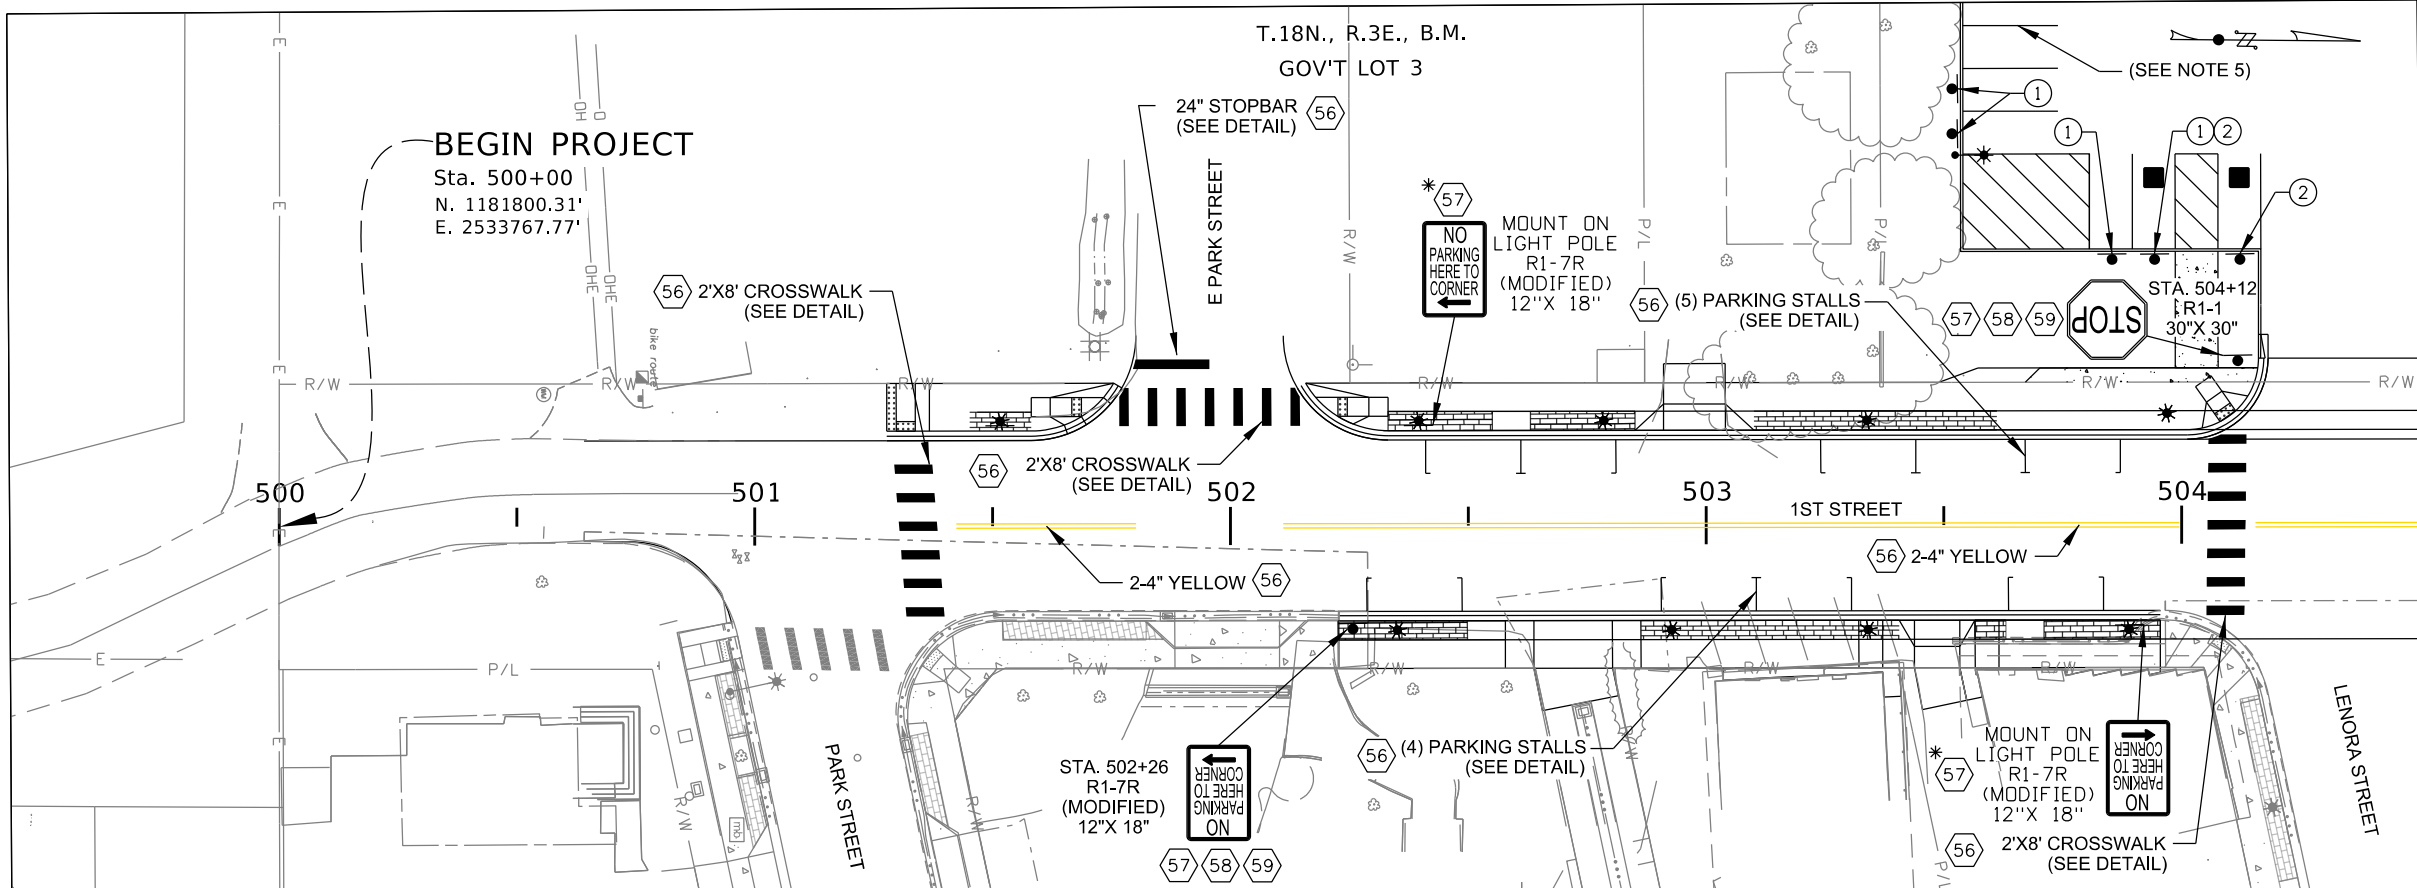 T.18N., R.3E., B.M.
GOV'T LOT 3
(SEE NOTE 5)
1
1
1 2
2
24" STOPBAR 56
(SEE DETAIL)
BEGIN PROJECT
Sta. 500+00
N. 1181800.31'
E. 2533767.77'
E
E
E
E
E
E
OH
O
OHE
OHE
E PARK STREET
R/W
P/L
P/L
* 57
NO
PARKING
HERE TO
CORNER
MOUNT ON
LIGHT POLE
R1-7R
(MODIFIED)
12"X 18"
56 2'X8' CROSSWALK
(SEE DETAIL)
bike route
56 (5) PARKING STALLS
(SEE DETAIL)
57 58 59
STOP
STA. 504+12
R1-1
30"X 30"
R/W
R/W
R/W
R/W
R/W
R/W
R/W
56 2'X8' CROSSWALK
(SEE DETAIL)
500
501
502
503
504
1ST STREET
2-4" YELLOW 56
56 2-4" YELLOW
E
P/L
R/W
R/W
R/W
R/W
R/W
R/W
R/W
P/L
mb
PARK STREET
LENORA STREET
STA. 502+26
R1-7R
(MODIFIED)
12"X 18"
NO
PARKING
HERE TO
CORNER
57 58 59
56 (4) PARKING STALLS
(SEE DETAIL)
* 57
MOUNT ON
LIGHT POLE
R1-7R
(MODIFIED)
12"X 18"
NO
PARKING
HERE TO
CORNER
56 2'X8' CROSSWALK
(SEE DETAIL)